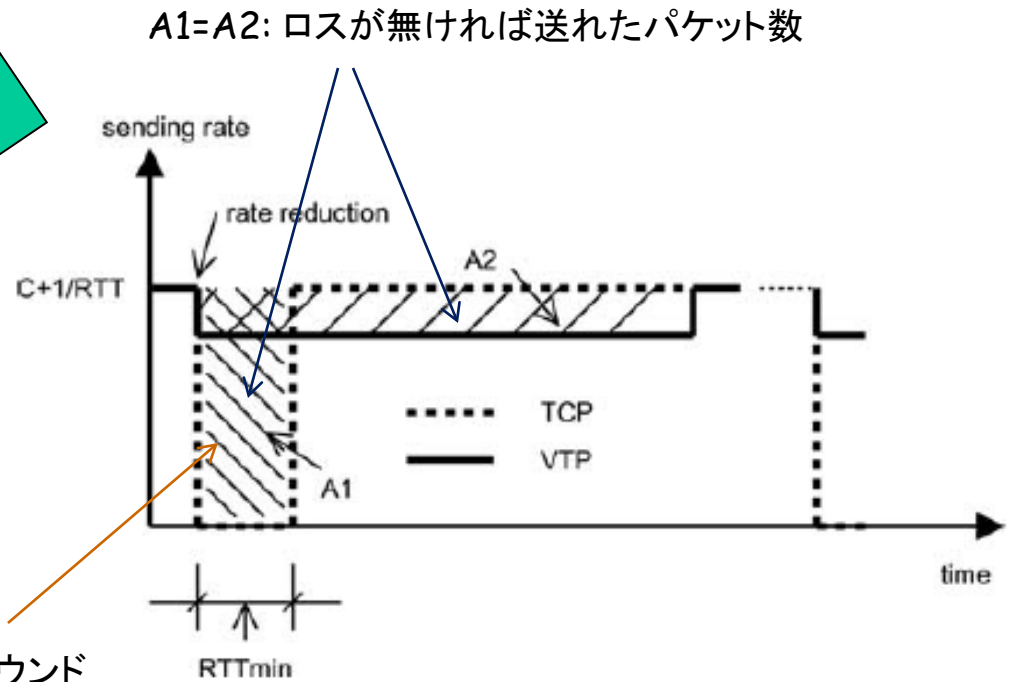 A1=A2: ロスが無ければ送れたパケット数
sending rate
rate reduction
C+1/RTT
A2
TCP
VTP
A1
time
RTTmin
ウンド